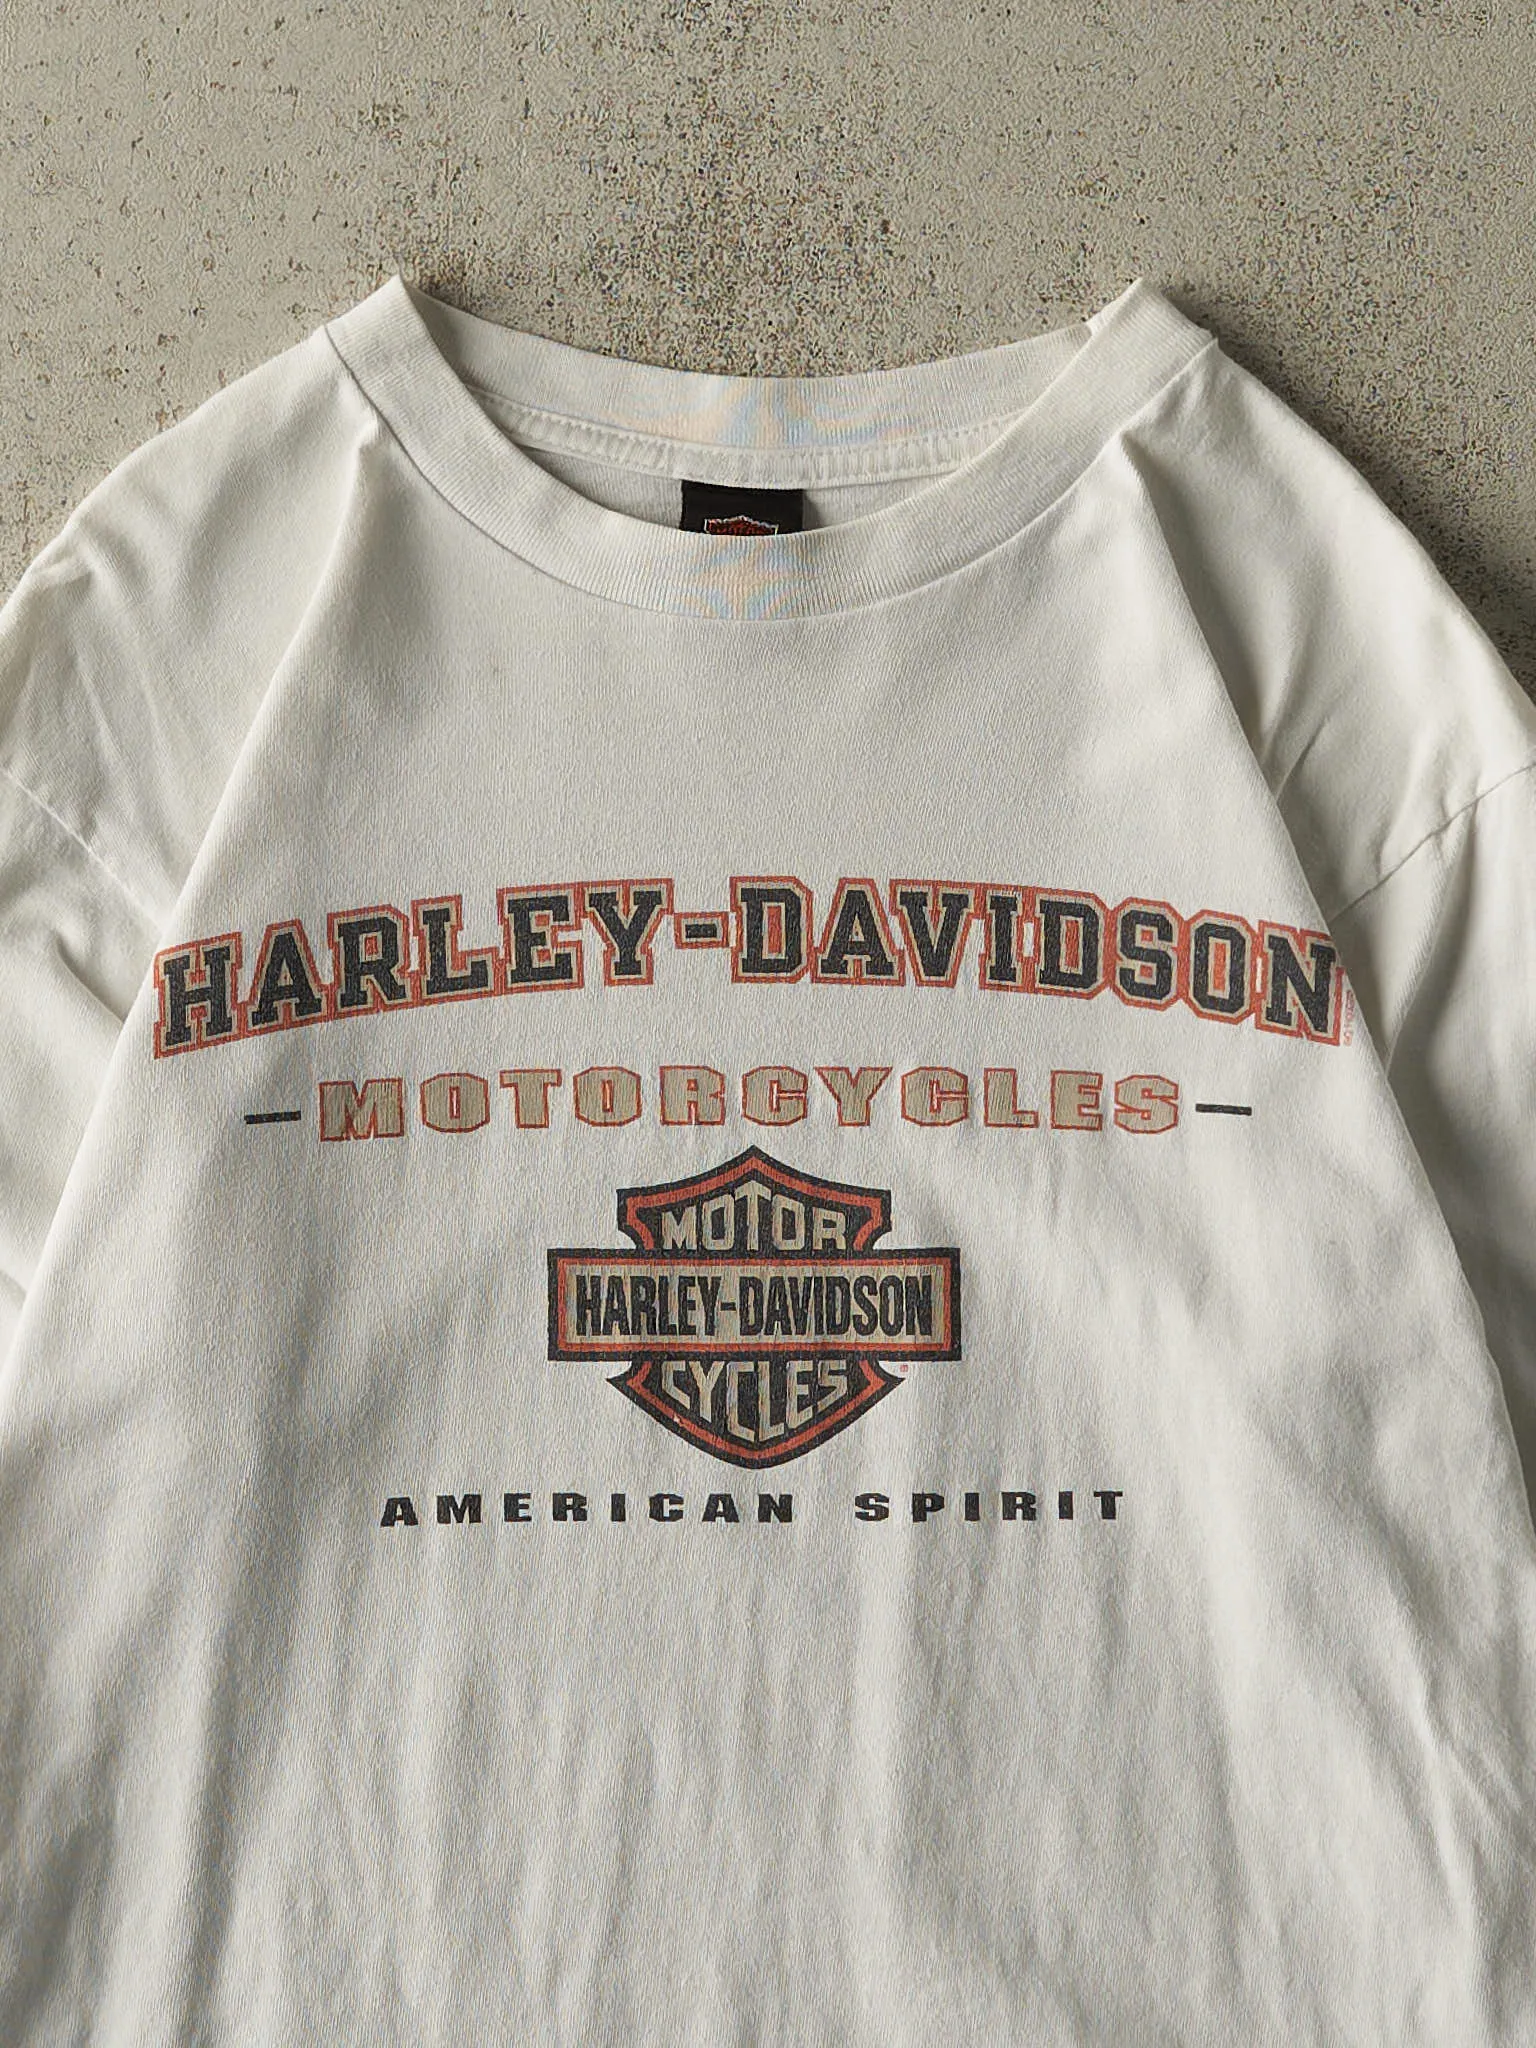 HARLEY-DAVIDSON
MOTORCYCLES
MOTOR
HARLEY-DAVIDSON
CYCLES
®
AMERICAN SPIRIT